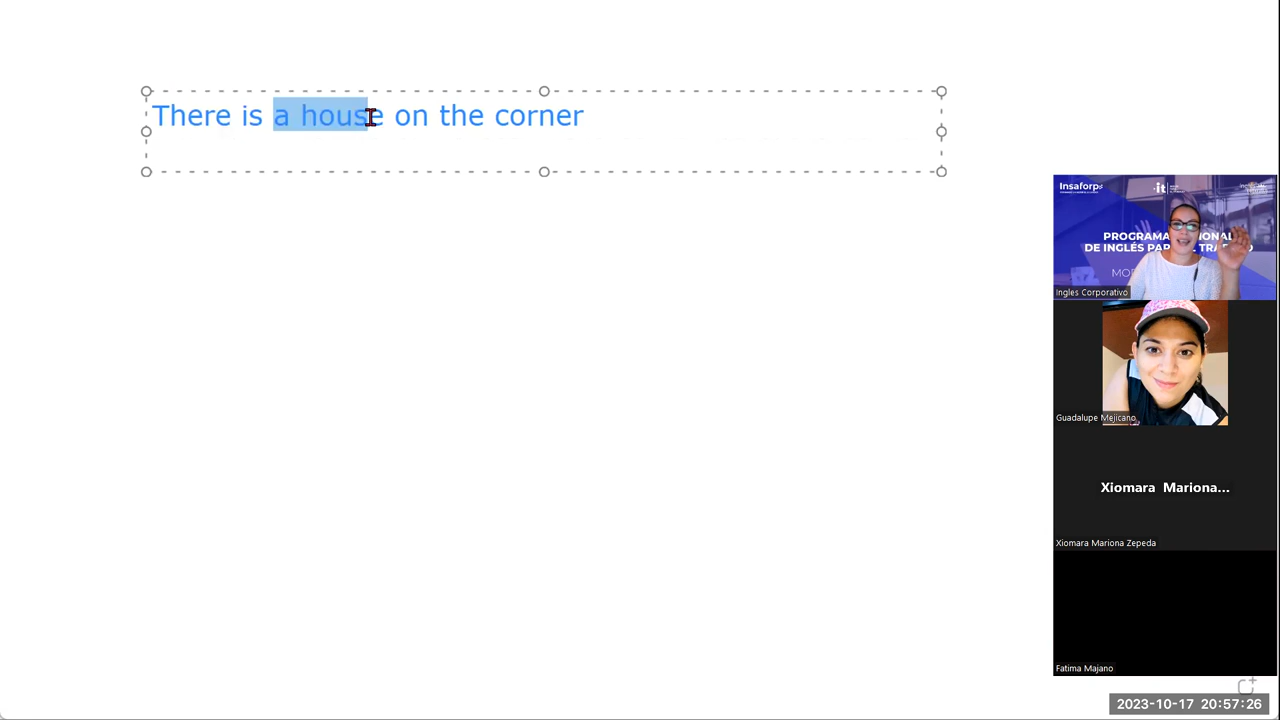 There is a house on the corner
Insaforp
it
PROGRAMA
DE INGLÉS
Ingles Corporativo
Guadalupe Mejicano
Xiomara Mariona...
Xiomara Mariona Zepeda
Fatima Majano
2023-10-17 20:57:26